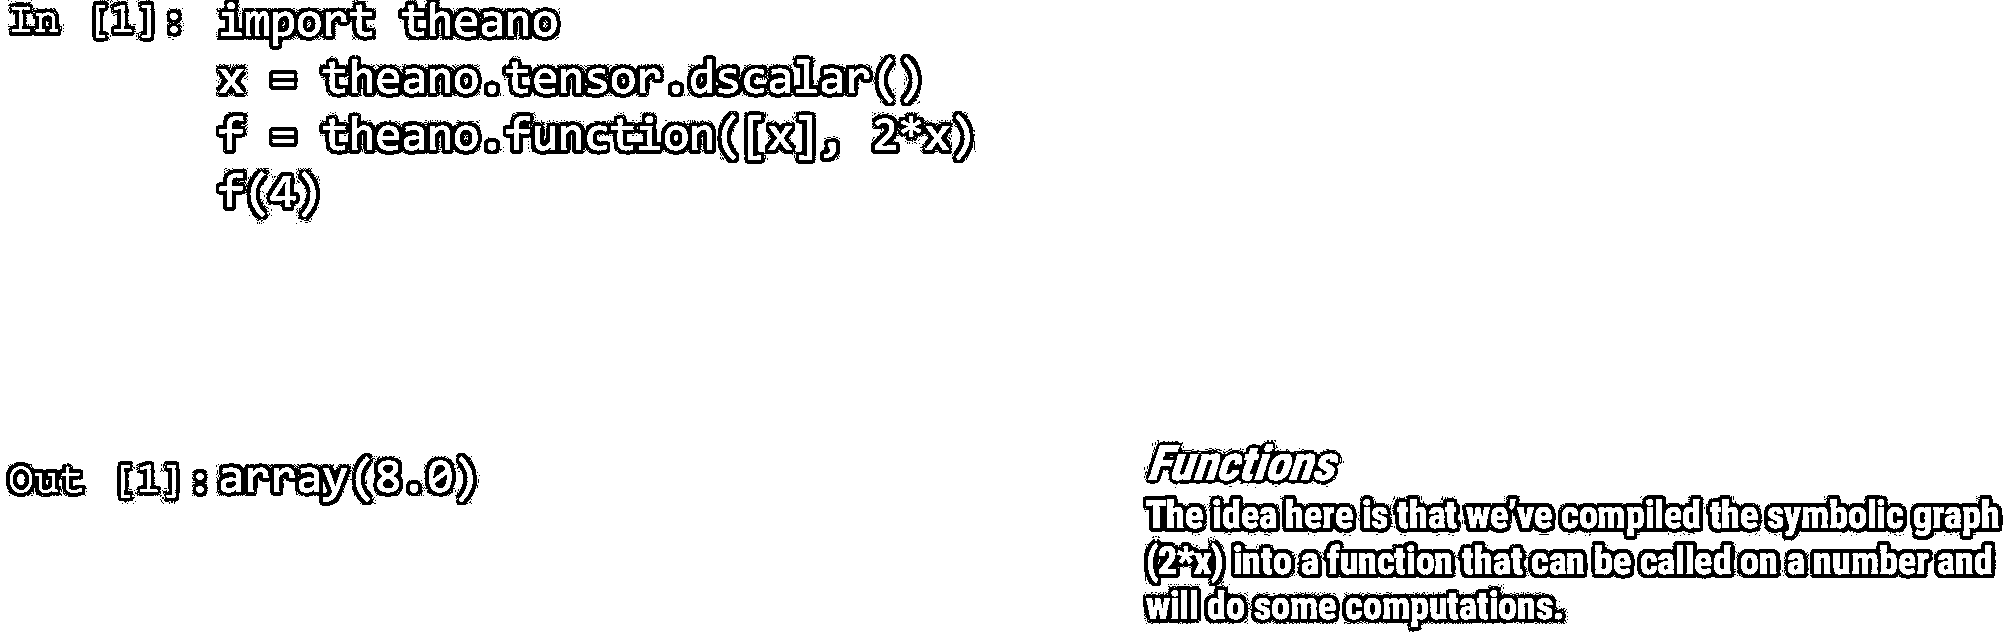 In [1]: import theano
x = theano.tensor.dscalar()
f = theano.function([x], 2*x)
f(4)
Out [1]: array(8.0)
Functions
The idea here is that we've compiled the symbolic graph
(2*x) into a function that can be called on a number and
will do some computations.